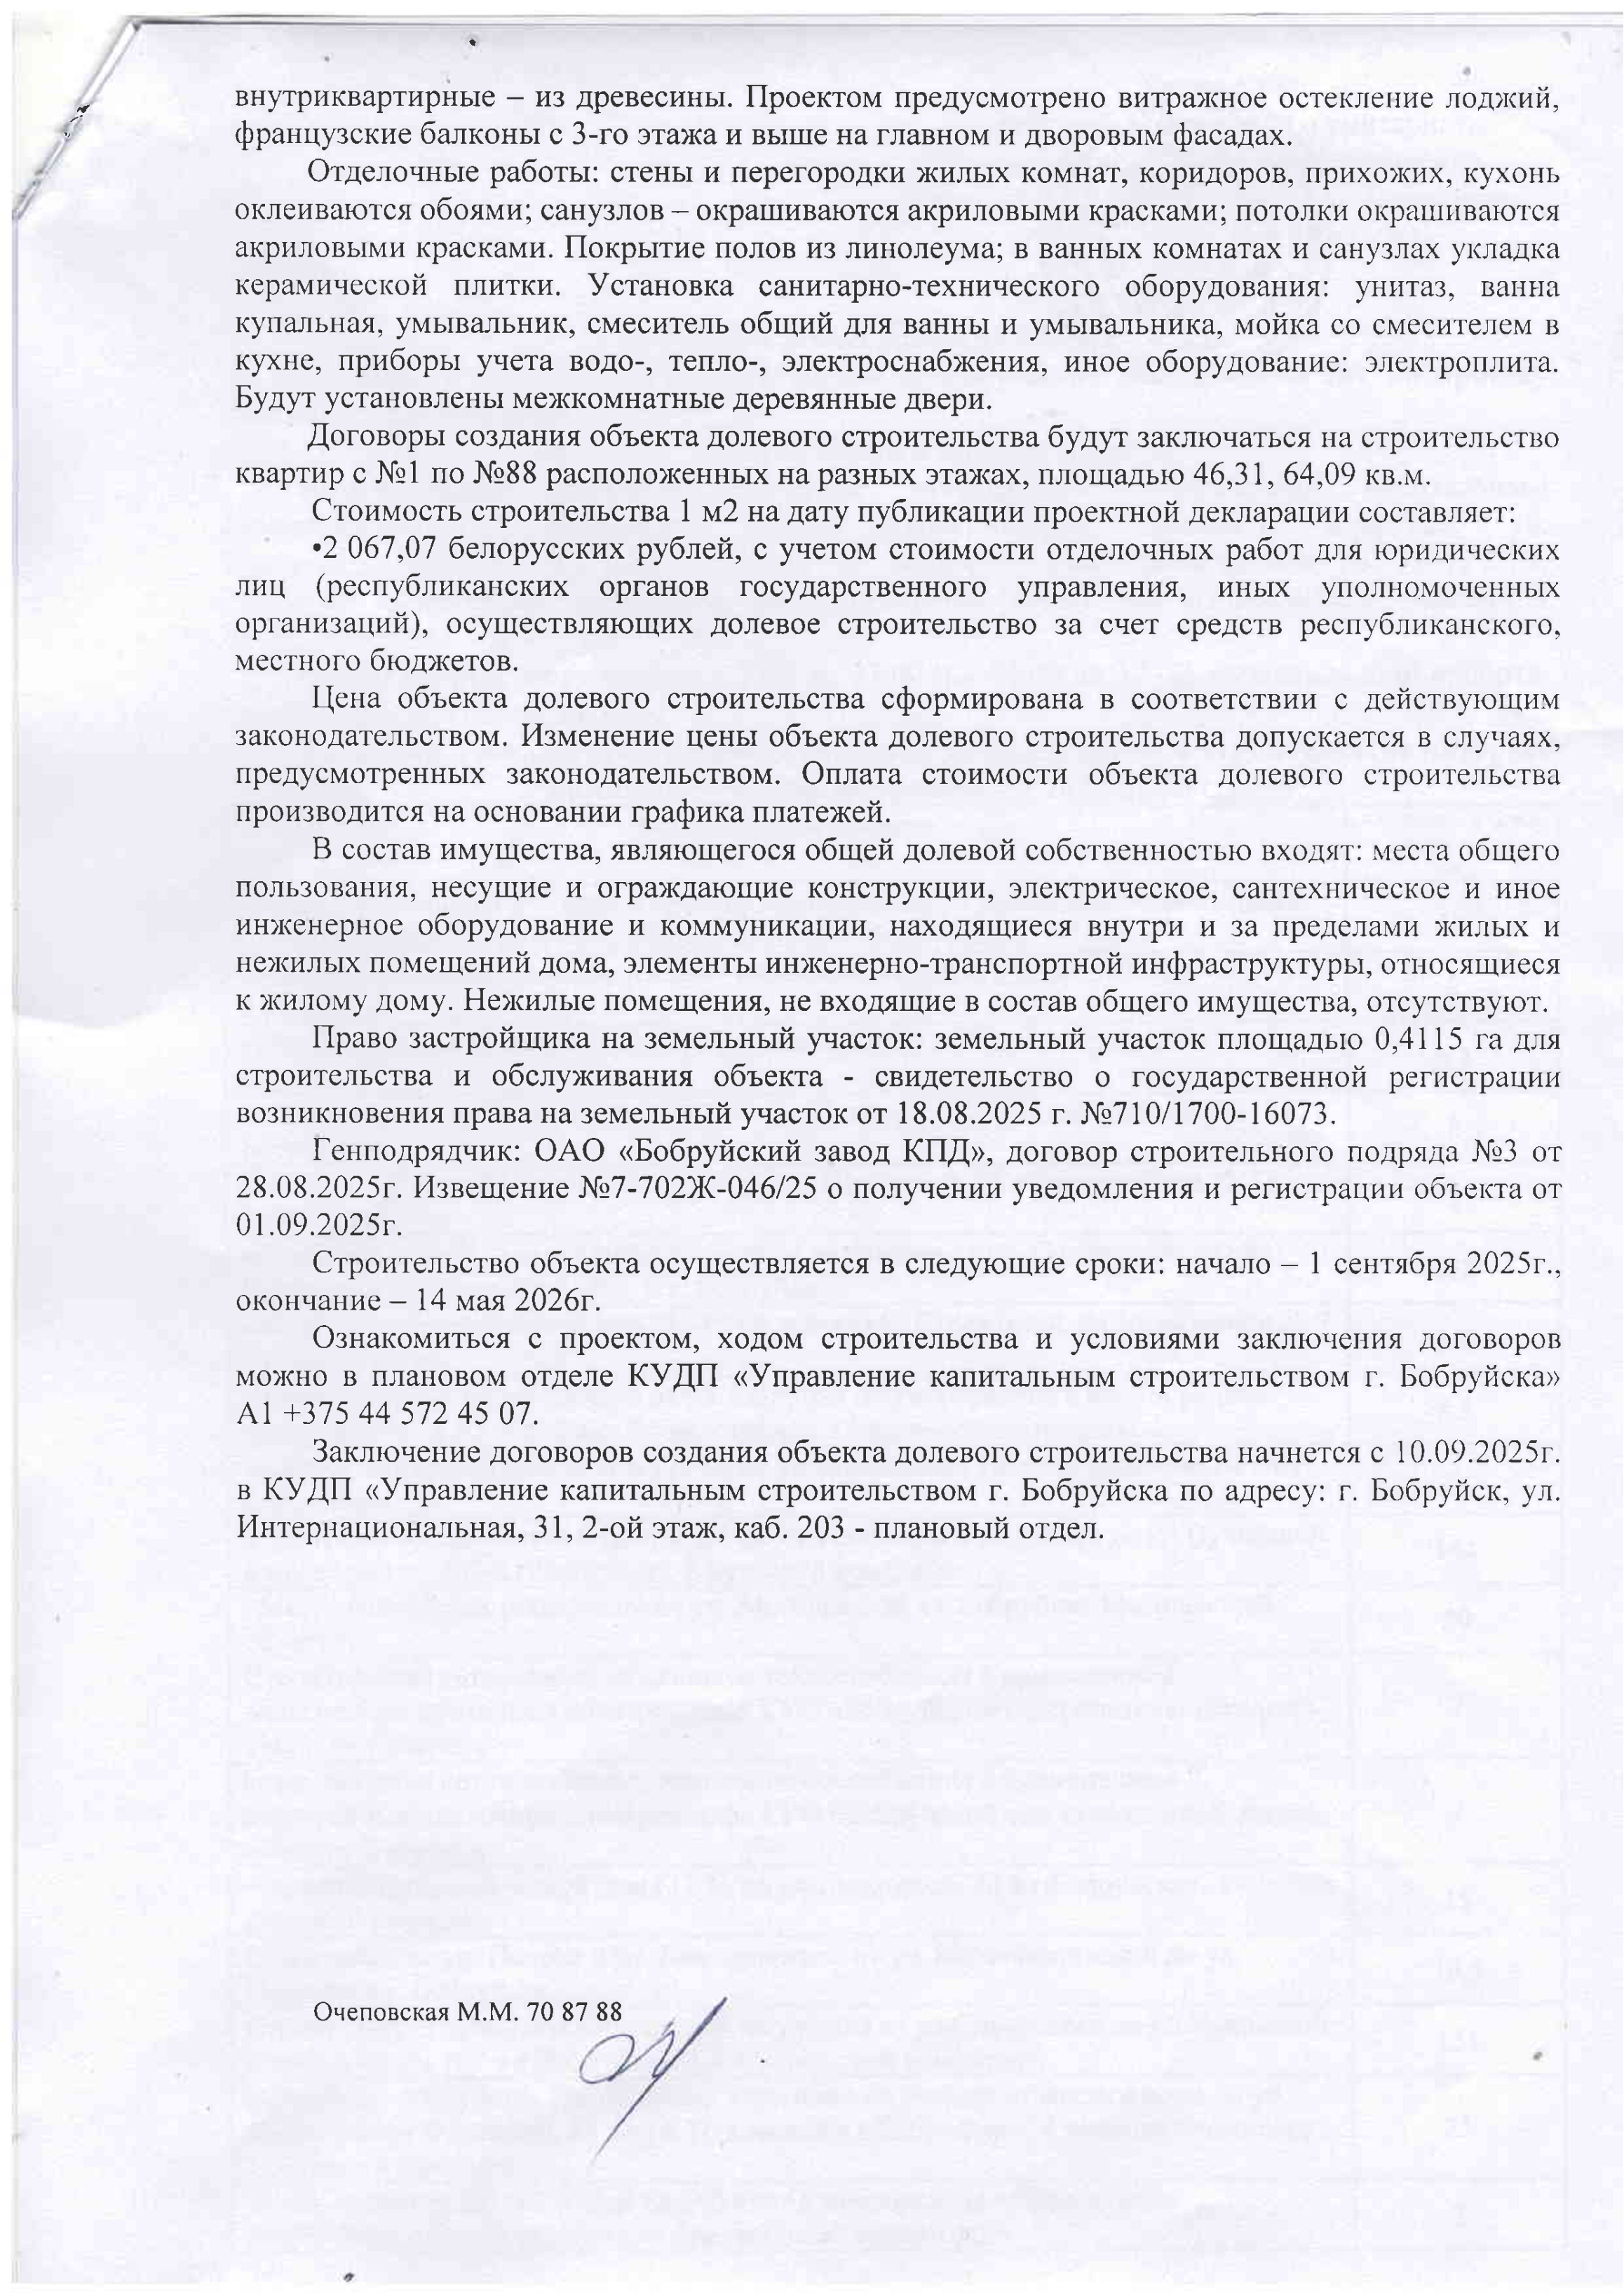 внутриквартирные – из древесины. Проектом предусмотрено витражное остекление лоджий,
французские балконы с 3-го этажа и выше на главном и дворовым фасадах.
Отделочные работы: стены и перегородки жилых комнат, коридоров, прихожих, кухонь
оклеиваются обоями; санузлов – окрашиваются акриловыми красками; потолки окрашиваются
акриловыми красками. Покрытие полов из линолеума; в ванных комнатах и санузлах укладка
керамической плитки. Установка санитарно-технического оборудования: унитаз, ванна
купальная, умывальник, смеситель общий для ванны и умывальника, мойка со смесителем в
кухне, приборы учета водо-, тепло-, электроснабжения, иное оборудование: электроплита.
Будут установлены межкомнатные деревянные двери.
Договоры создания объекта долевого строительства будут заключаться на строительство
квартир с №1 по №88 расположенных на разных этажах, площадью 46,31, 64,09 кв.м.
Стоимость строительства 1 м2 на дату публикации проектной декларации составляет:
•2 067,07 белорусских рублей, с учетом стоимости отделочных работ для юридических
лиц (республиканских органов государственного управления, иных уполномоченных
организаций), осуществляющих долевое строительство за счет средств республиканского,
местного бюджетов.
Цена объекта долевого строительства сформирована в соответствии с действующим
законодательством. Изменение цены объекта долевого строительства допускается в случаях,
предусмотренных законодательством. Оплата стоимости объекта долевого строительства
производится на основании графика платежей.
В состав имущества, являющегося общей долевой собственностью входят: места общего
пользования, несущие и ограждающие конструкции, электрическое, сантехническое и иное
инженерное оборудование и коммуникации, находящиеся внутри и за пределами жилых и
нежилых помещений дома, элементы инженерно-транспортной инфраструктуры, относящиеся
к жилому дому. Нежилые помещения, не входящие в состав общего имущества, отсутствуют.
Право застройщика на земельный участок: земельный участок площадью 0,4115 га для
строительства и обслуживания объекта - свидетельство о государственной регистрации
возникновения права на земельный участок от 18.08.2025 г. №710/1700-16073.
Генподрядчик: ОАО «Бобруйский завод КПД», договор строительного подряда №3 от
28.08.2025г. Извещение №7-702Ж-046/25 о получении уведомления и регистрации объекта от
01.09.2025г.
Строительство объекта осуществляется в следующие сроки: начало – 1 сентября 2025г.,
окончание – 14 мая 2026г.
Ознакомиться с проектом, ходом строительства и условиями заключения договоров
можно в плановом отделе КУДП «Управление капитальным строительством г. Бобруйска»
А1 +375 44 572 45 07.
Заключение договоров создания объекта долевого строительства начнется с 10.09.2025г.
в КУДП «Управление капитальным строительством г. Бобруйска по адресу: г. Бобруйск, ул.
Интернациональная, 31, 2-ой этаж, каб. 203 - плановый отдел.
Очеповская М.М. 70 87 88